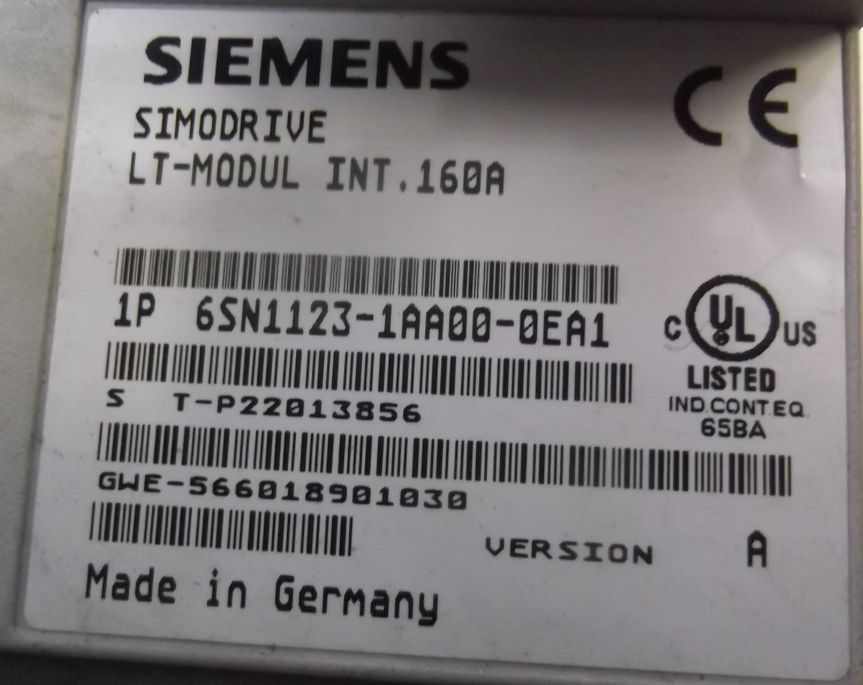 SIEMENS
CE
SIMODRIVE
LT-MODUL INT.160A
1P 6SN1123-1AA00-0EA1
C UL US
LISTED
IND.CONT.EQ.
65BA
S T-P22013856
GWE-566018901030
VERSION A
Made in Germany